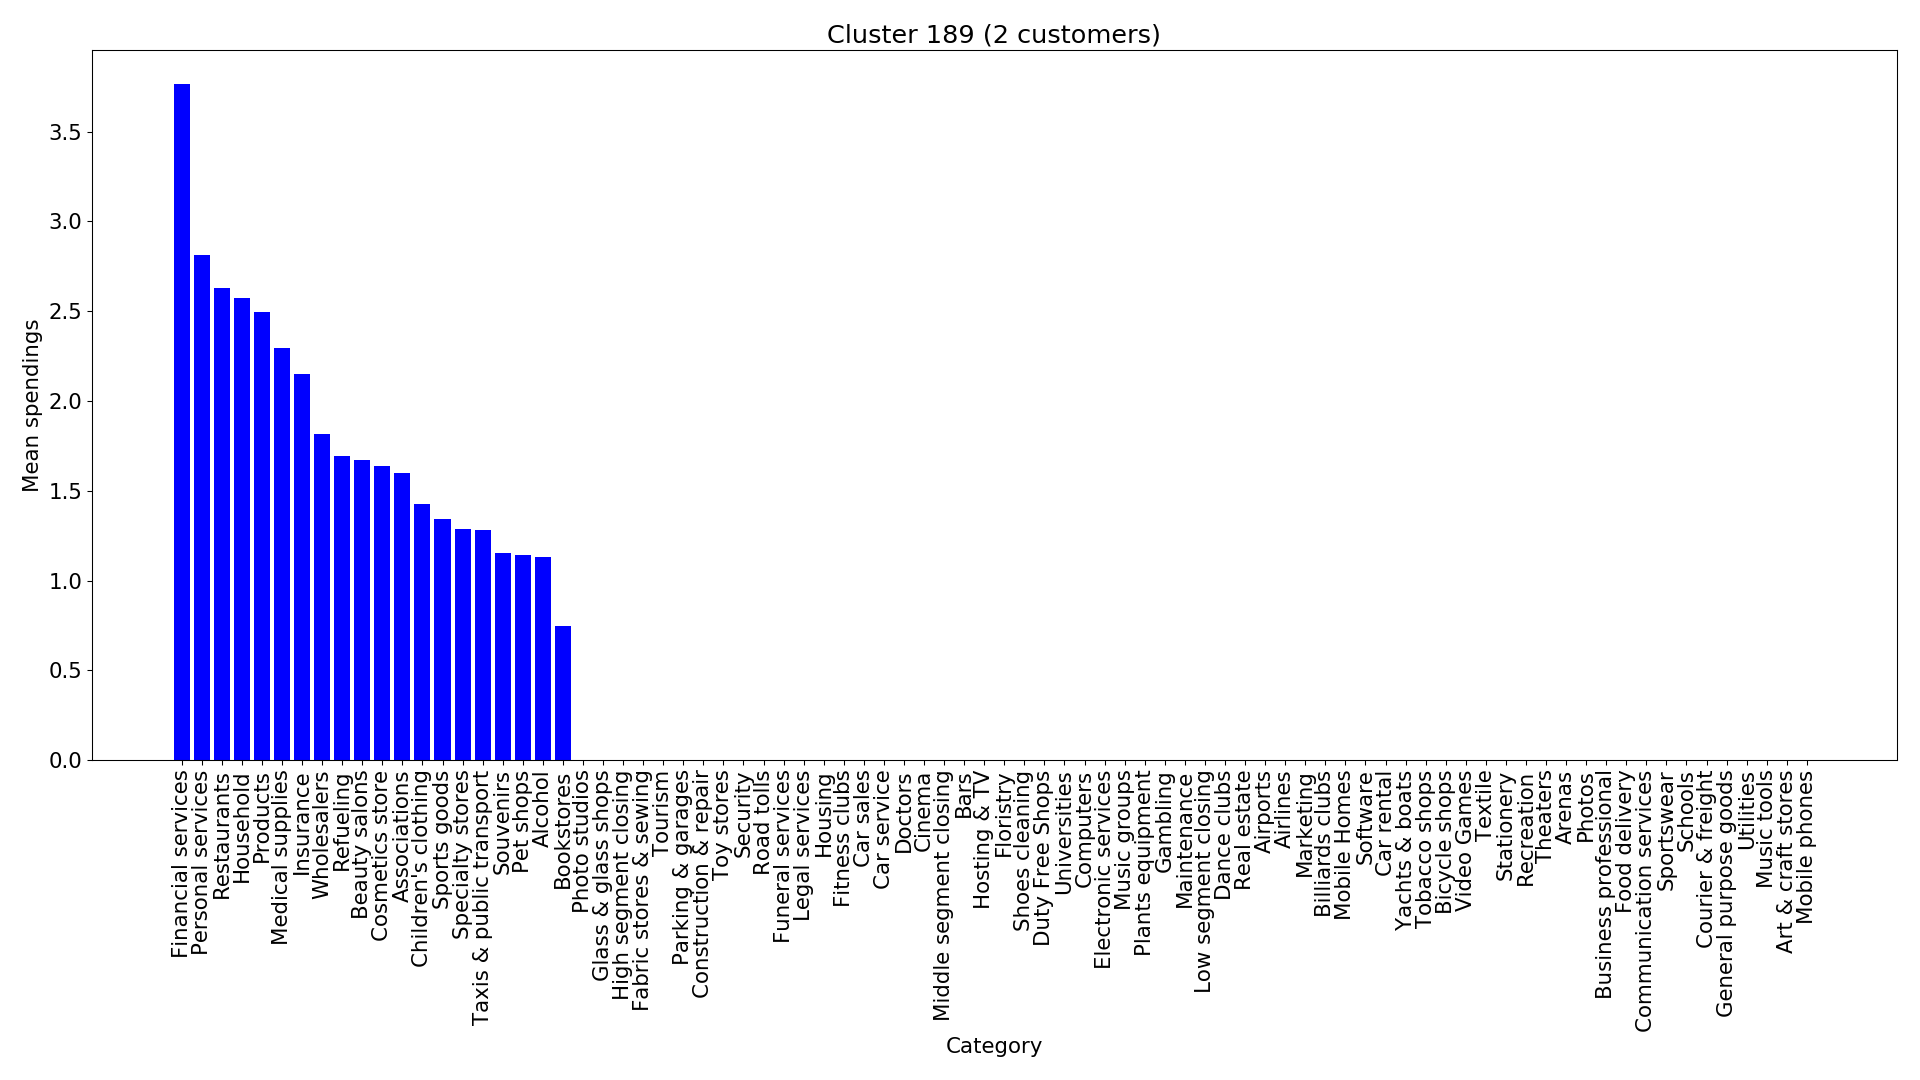 Cluster 189 (2 customers)
Mean spendings
3.5
3.0
2.5
2.0
1.5
1.0
0.5
0.0
Financial services
Personal services
Restaurants
Household
Products
Medical supplies
Insurance
Wholesalers
Refueling
Beauty salons
Cosmetics store
Associations
Children's clothing
Sports goods
Specialty stores
Taxis & public transport
Souvenirs
Pet shops
Alcohol
Bookstores
Photo studios
Glass & glass shops
High segment closing
Fabric stores & sewing
Tourism
Parking & garages
Construction & repair
Toy stores
Security
Road tolls
Funeral services
Legal services
Housing
Fitness clubs
Car sales
Car service
Doctors
Cinema
Middle segment closing
Bars
Hosting & TV
Floristry
Shoes cleaning
Duty Free Shops
Universities
Computers
Electronic services
Music groups
Plants equipment
Gambling
Maintenance
Low segment closing
Dance clubs
Real estate
Airports
Airlines
Marketing
Billiards clubs
Mobile Homes
Software
Car rental
Yachts & boats
Tobacco shops
Bicycle shops
Video Games
Textile
Stationery
Recreation
Theaters
Arenas
Photos
Business professional
Food delivery
Communication services
Sportswear
Schools
Courier & freight
General purpose goods
Utilities
Music tools
Art & craft stores
Mobile phones
Category